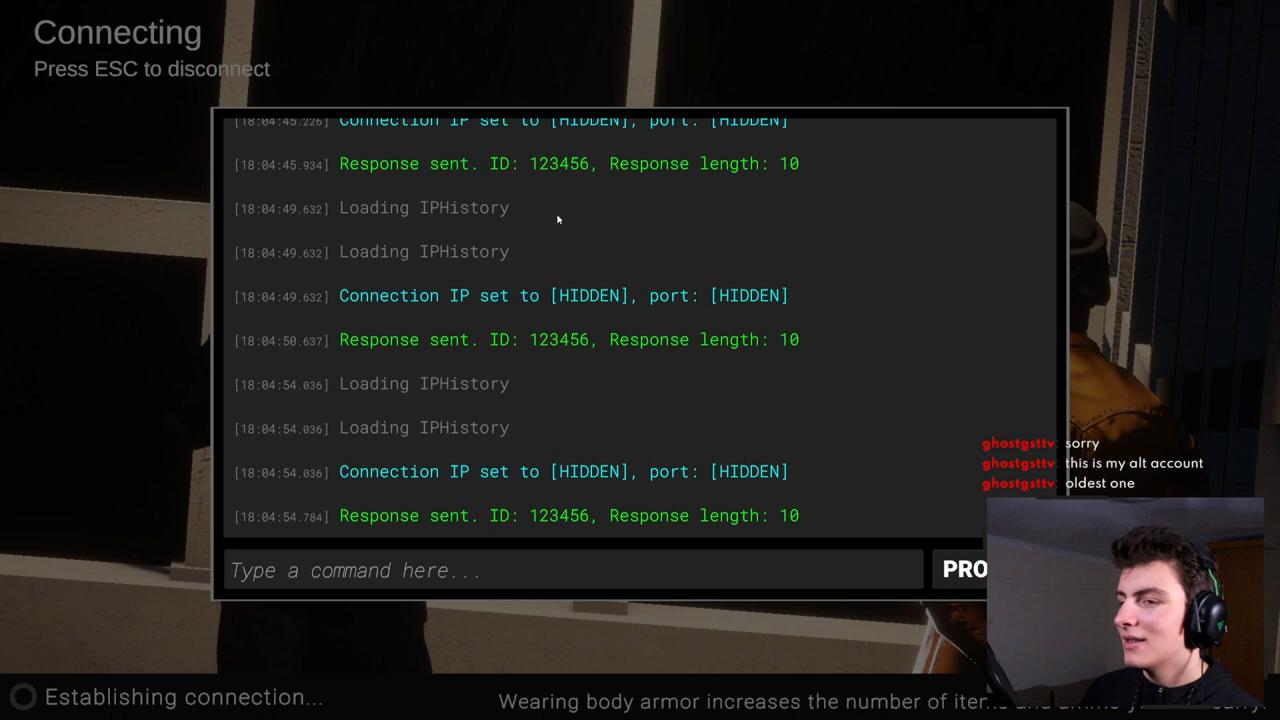 Connecting
Press ESC to disconnect
[18:04:45.226] Connection IP set to [HIDDEN], port: [HIDDEN]
[18:04:45.934] Response sent. ID: 123456, Response length: 10
[18:04:49.632] Loading IPHistory
[18:04:49.632] Loading IPHistory
[18:04:49.632] Connection IP set to [HIDDEN], port: [HIDDEN]
[18:04:50.637] Response sent. ID: 123456, Response length: 10
[18:04:54.036] Loading IPHistory
[18:04:54.036] Loading IPHistory
[18:04:54.036] Connection IP set to [HIDDEN], port: [HIDDEN]
[18:04:54.784] Response sent. ID: 123456, Response length: 10
ghostgsttv: sorry
ghostgsttv: this is my alt account
ghostgsttv: oldest one
Type a command here...
PRO
Establishing connection...
Wearing body armor increases the number of items and ammo